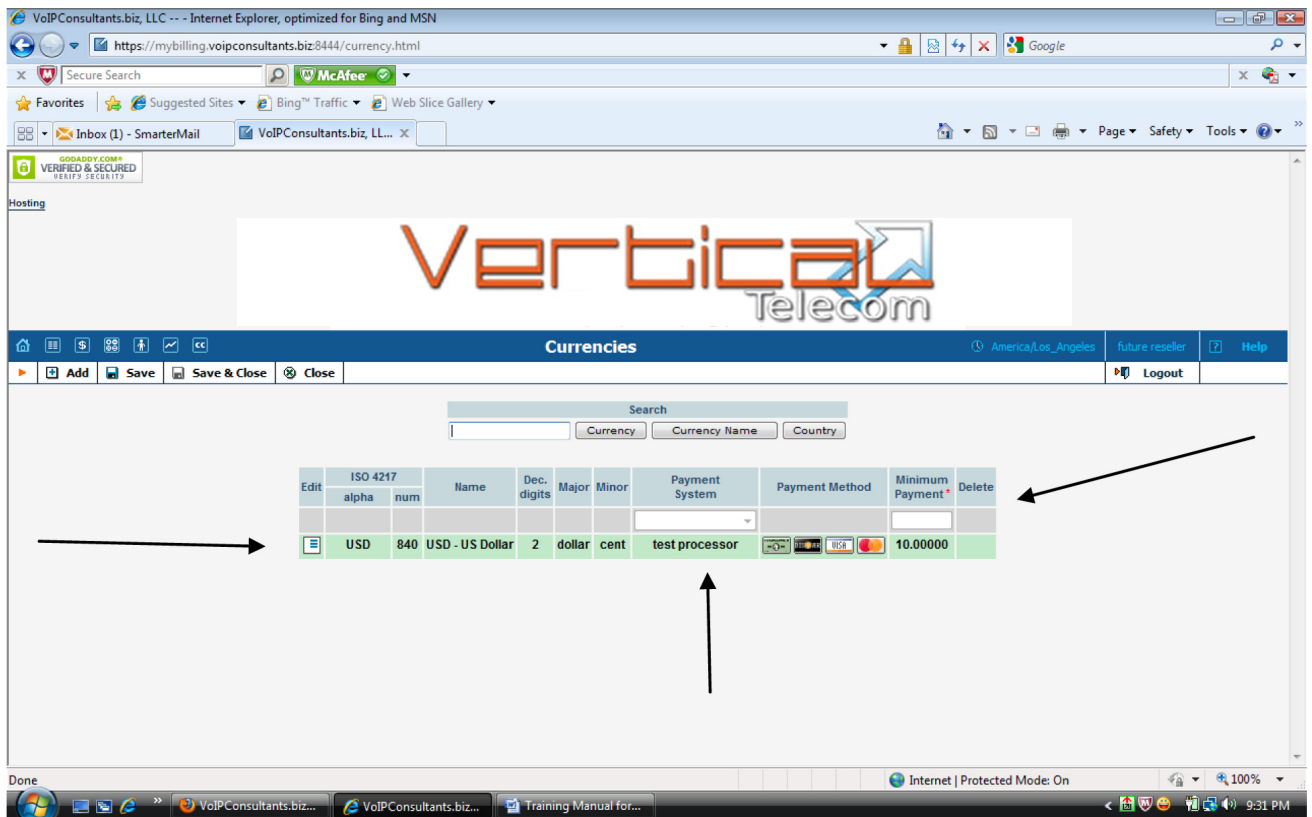 VoIPConsultants.biz, LLC -- - Internet Explorer, optimized for Bing and MSN
https://mybilling.voipconsultants.biz:8444/currency.html
Google
x Secure Search McAfee
Favorites Suggested Sites Bing™ Traffic Web Slice Gallery
Inbox (1) - SmarterMail VoIPConsultants.biz, LL... x Page Safety Tools
GODADDY.COM®
VERIFIED & SECURED
VERIFY SECURITY
Hosting
Vertical
Telecom
Currencies America/Los_Angeles future reseller ? Help
Add Save Save & Close Close Logout
Search
Currency Currency Name Country
Edit ISO 4217 Name Dec. digits Major Minor Payment System Payment Method Minimum Payment * Delete
alpha num
USD 840 USD - US Dollar 2 dollar cent test processor DISCOVER VISA 10.00000
Done Internet | Protected Mode: On 100%
VoIPConsultants.biz... VoIPConsultants.biz... Training Manual for... 9:31 PM